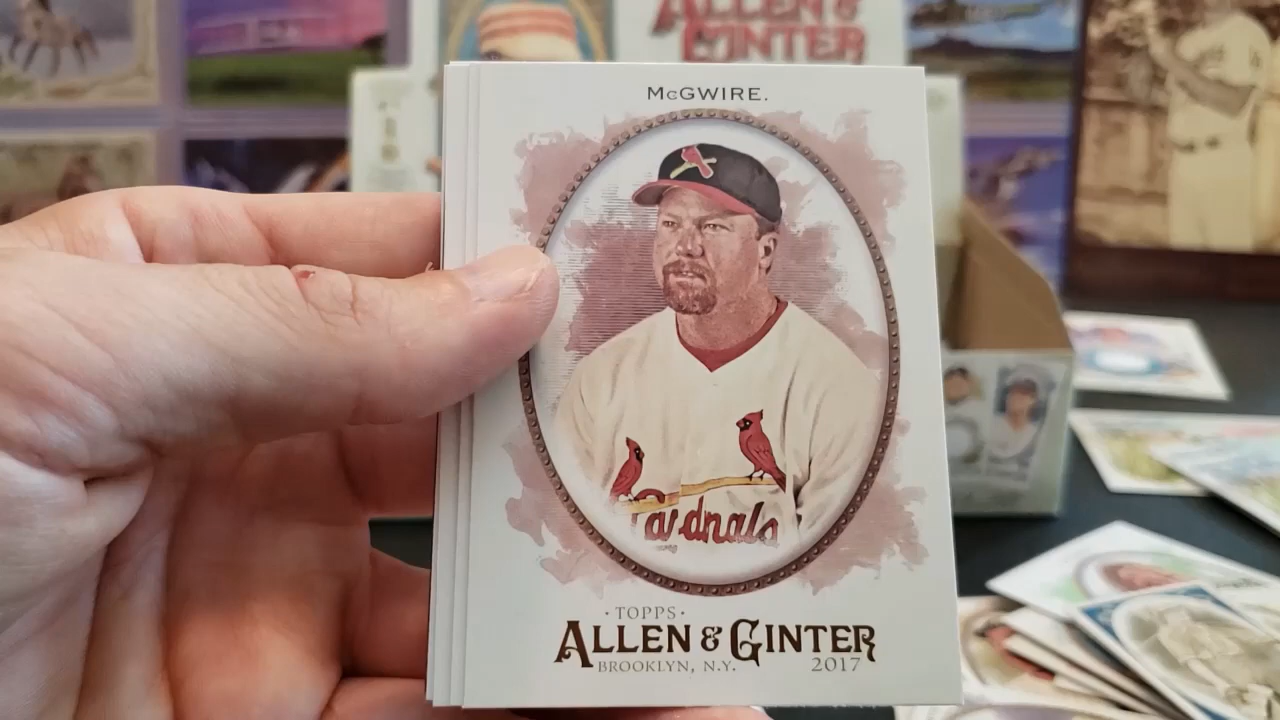 ALLEN &
GINTER
McGWIRE.
Cardinals
· TOPPS ·
ALLEN & GINTER
BROOKLYN, N.Y. 2017